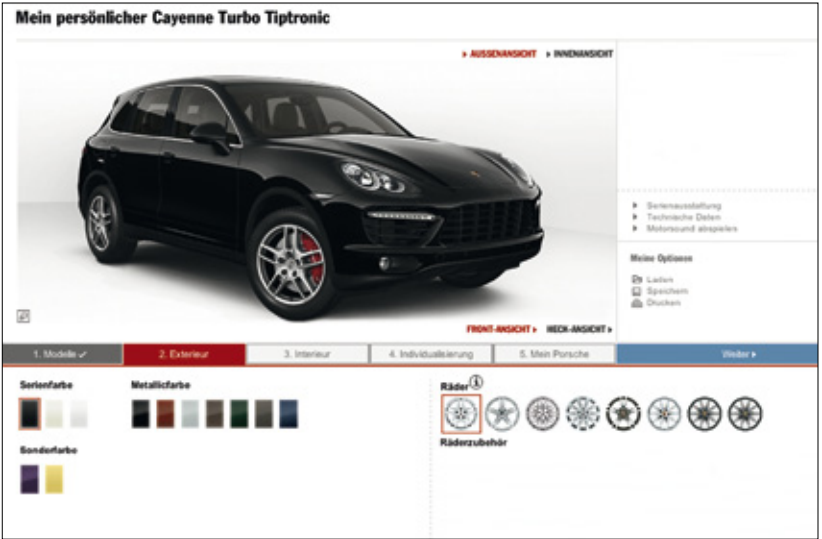 Mein persönlicher Cayenne Turbo Tiptronic
AUSSENANSICHT INNENANSICHT
Serienausstattung
Technische Daten
Motorsound abspielen
Meine Optionen
Laden
Speichern
Drucken
FRONT-ANSICHT HECK-ANSICHT
1. Modelle ✓ 2. Exterieur 3. Interieur 4. Individualisierung 5. Mein Porsche Weiter
Serienfarbe Metallicfarbe Räder i
Räderzubehör
Sonderfarbe